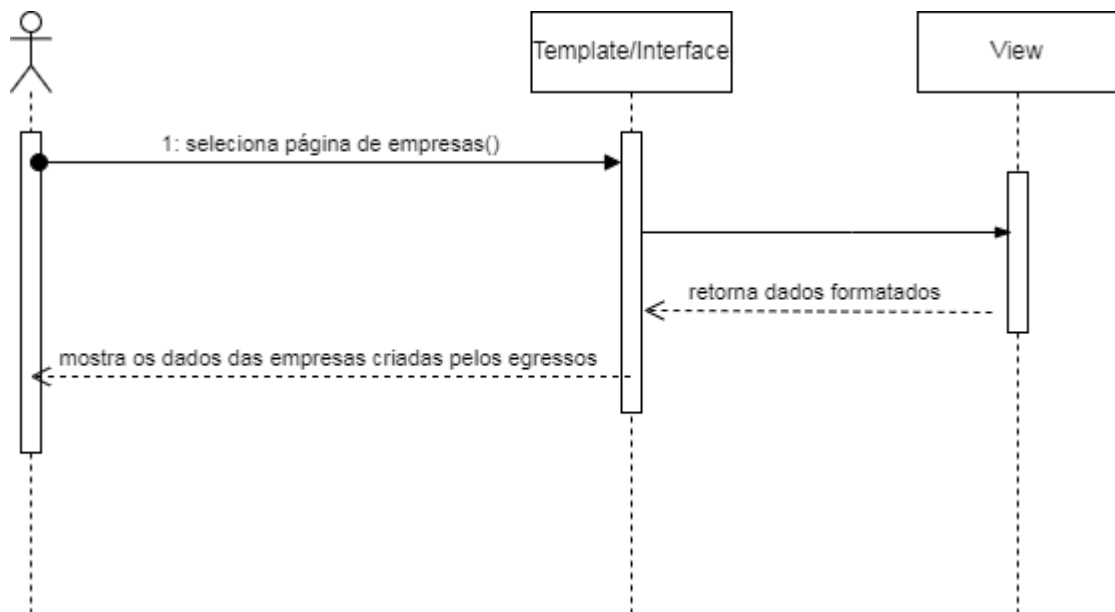 Template/Interface
View
1: seleciona página de empresas()
retorna dados formatados
mostra os dados das empresas criadas pelos egressos